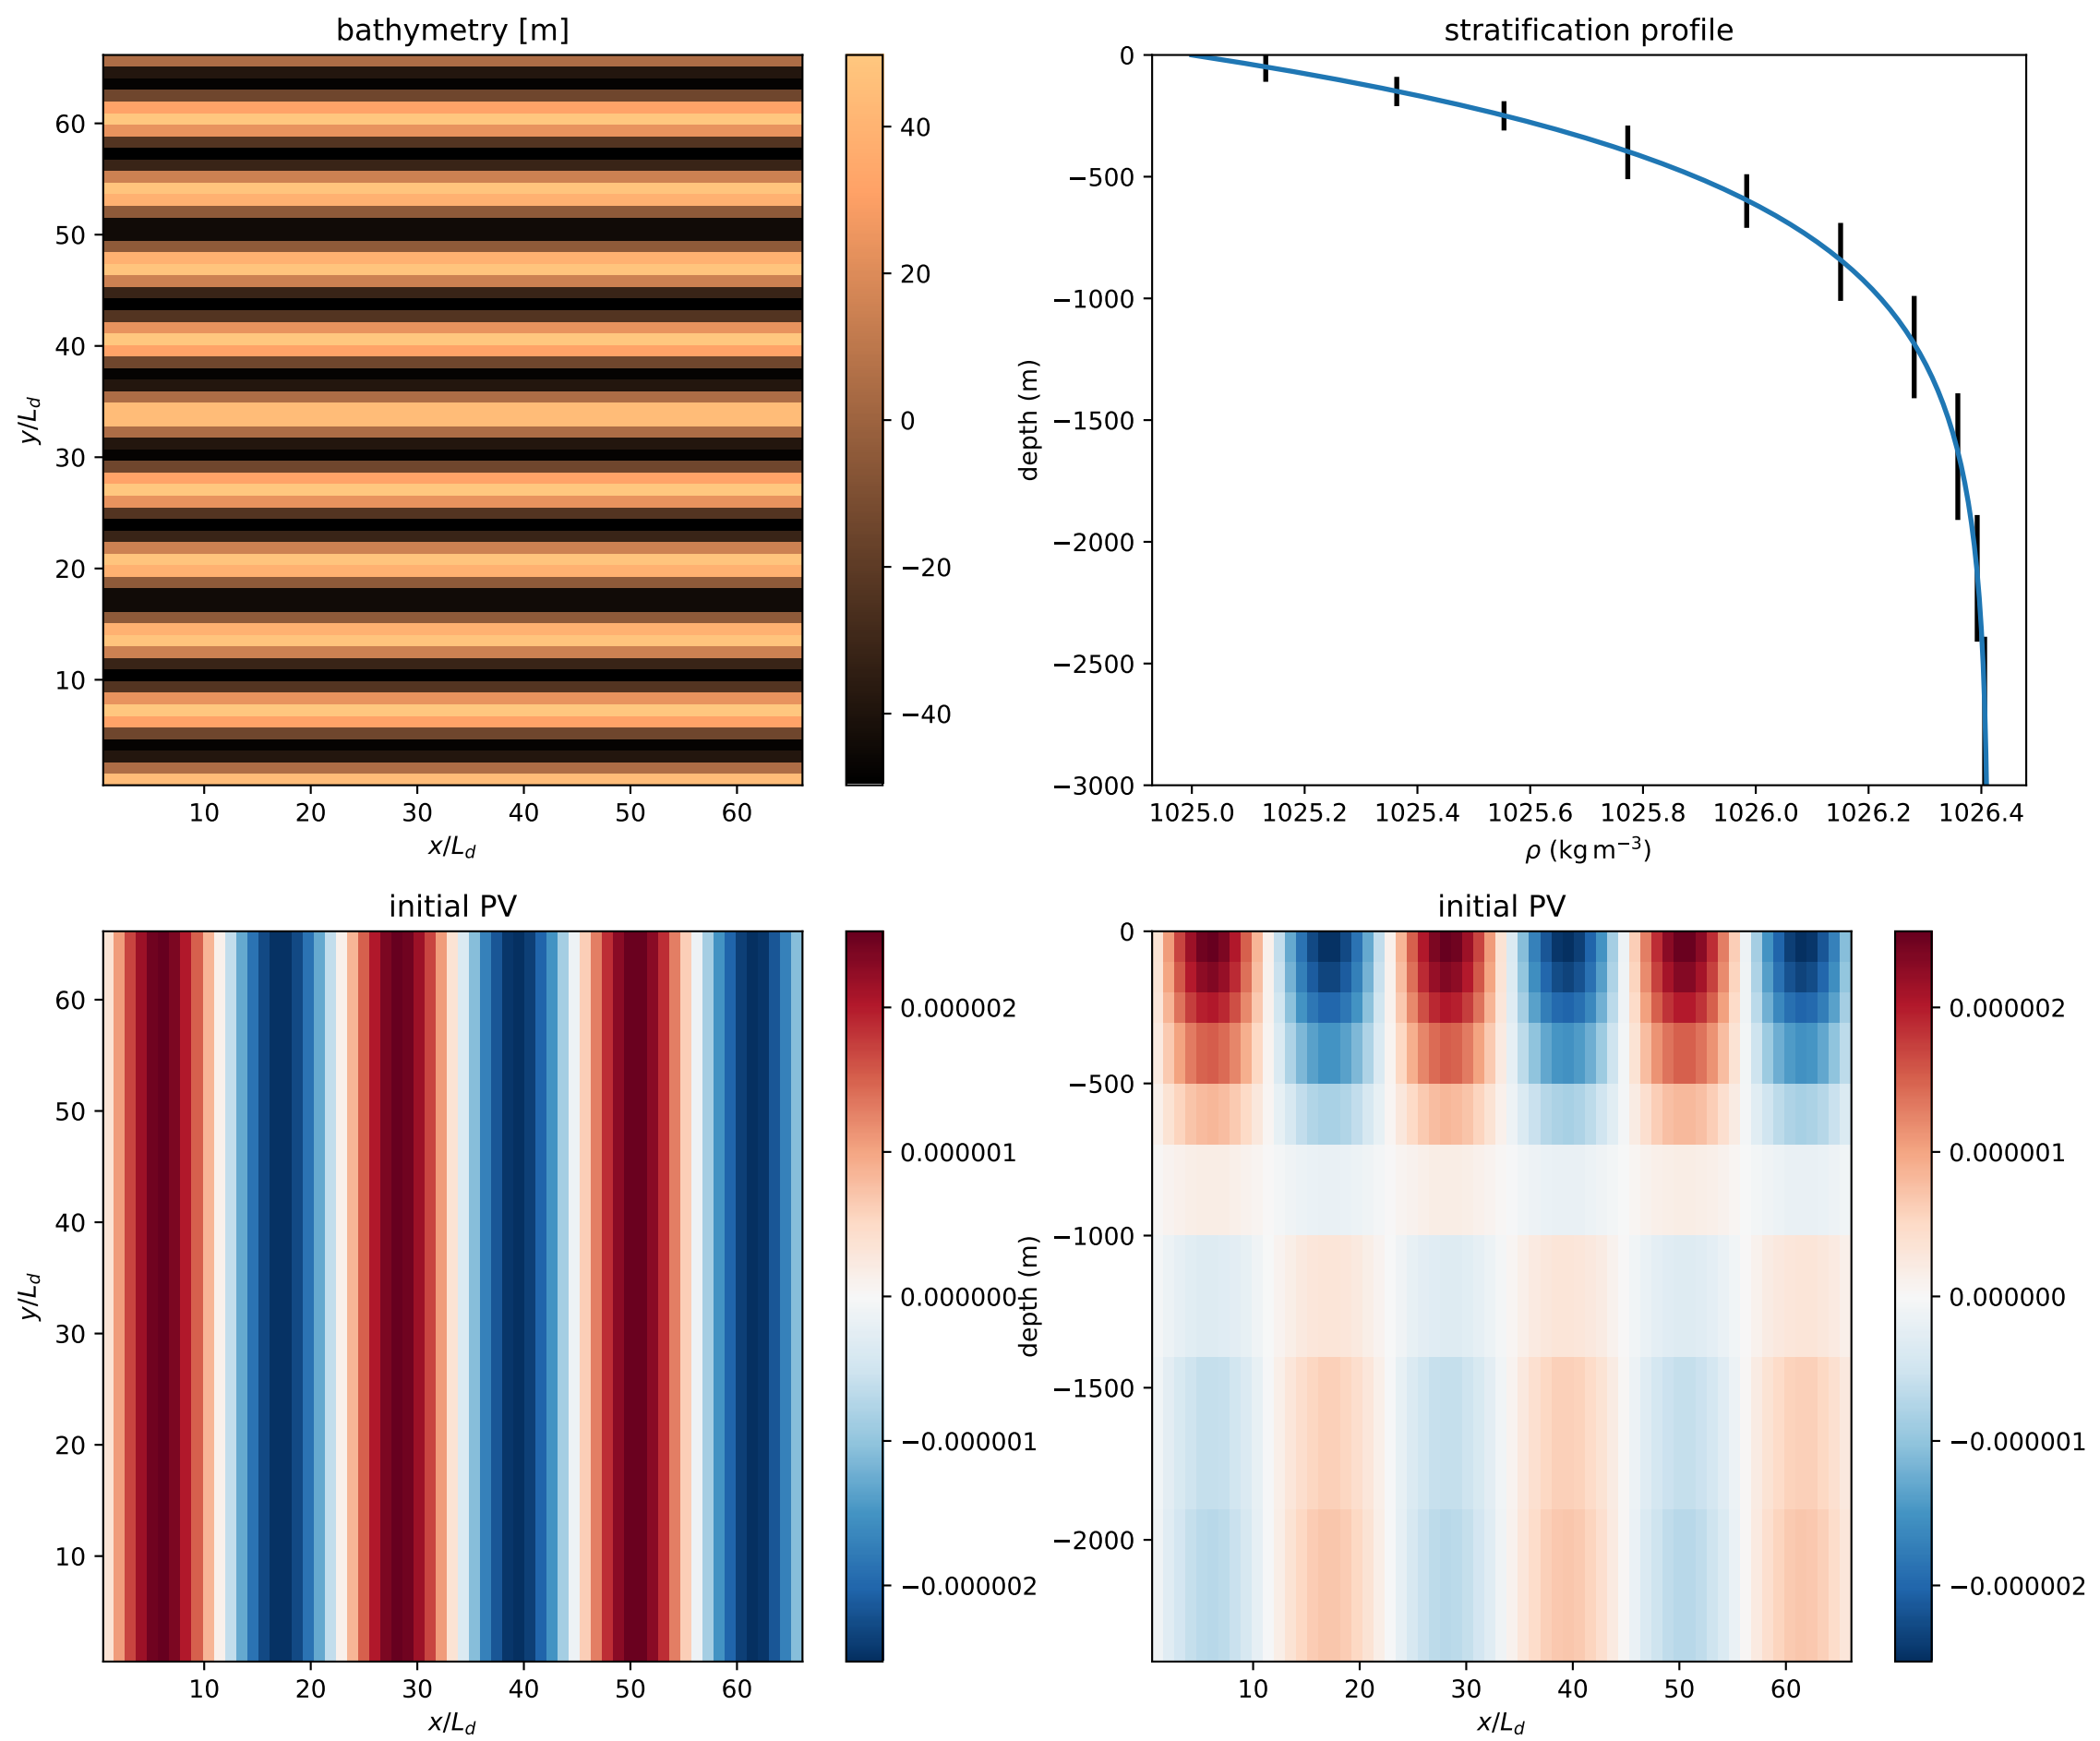 bathymetry [m]
60
50
40
30
20
10
y/L_d
10 20 30 40 50 60
x/L_d
40
20
0
−20
−40
stratification profile
0
−500
−1000
−1500
−2000
−2500
−3000
depth (m)
1025.0 1025.2 1025.4 1025.6 1025.8 1026.0 1026.2 1026.4
ρ (kg m⁻³)
initial PV
60
50
40
30
20
10
y/L_d
10 20 30 40 50 60
x/L_d
0.000002
0.000001
0.000000
−0.000001
−0.000002
initial PV
0
−500
−1000
−1500
−2000
depth (m)
10 20 30 40 50 60
x/L_d
0.000002
0.000001
0.000000
−0.000001
−0.000002